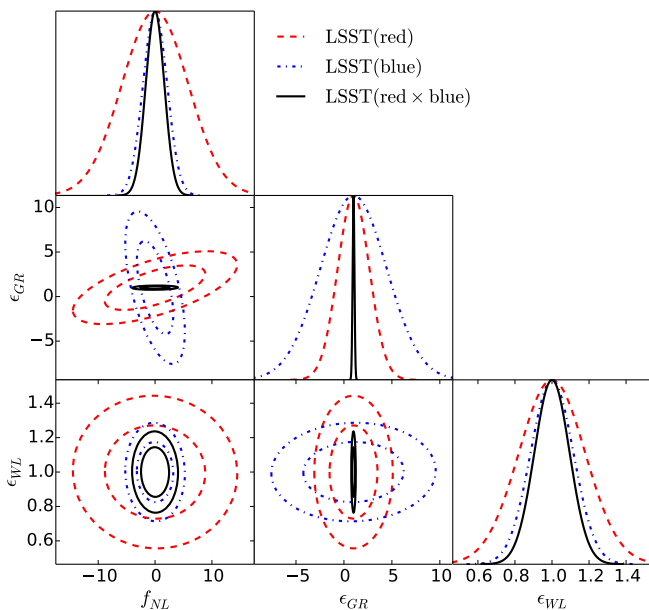 LSST(red)
LSST(blue)
LSST(red × blue)
10
5
0
−5
ϵ_GR
1.4
1.2
1.0
0.8
0.6
ϵ_WL
−10 0 10
−5 0 5 10
0.6 0.8 1.0 1.2 1.4
f_NL ϵ_GR ϵ_WL